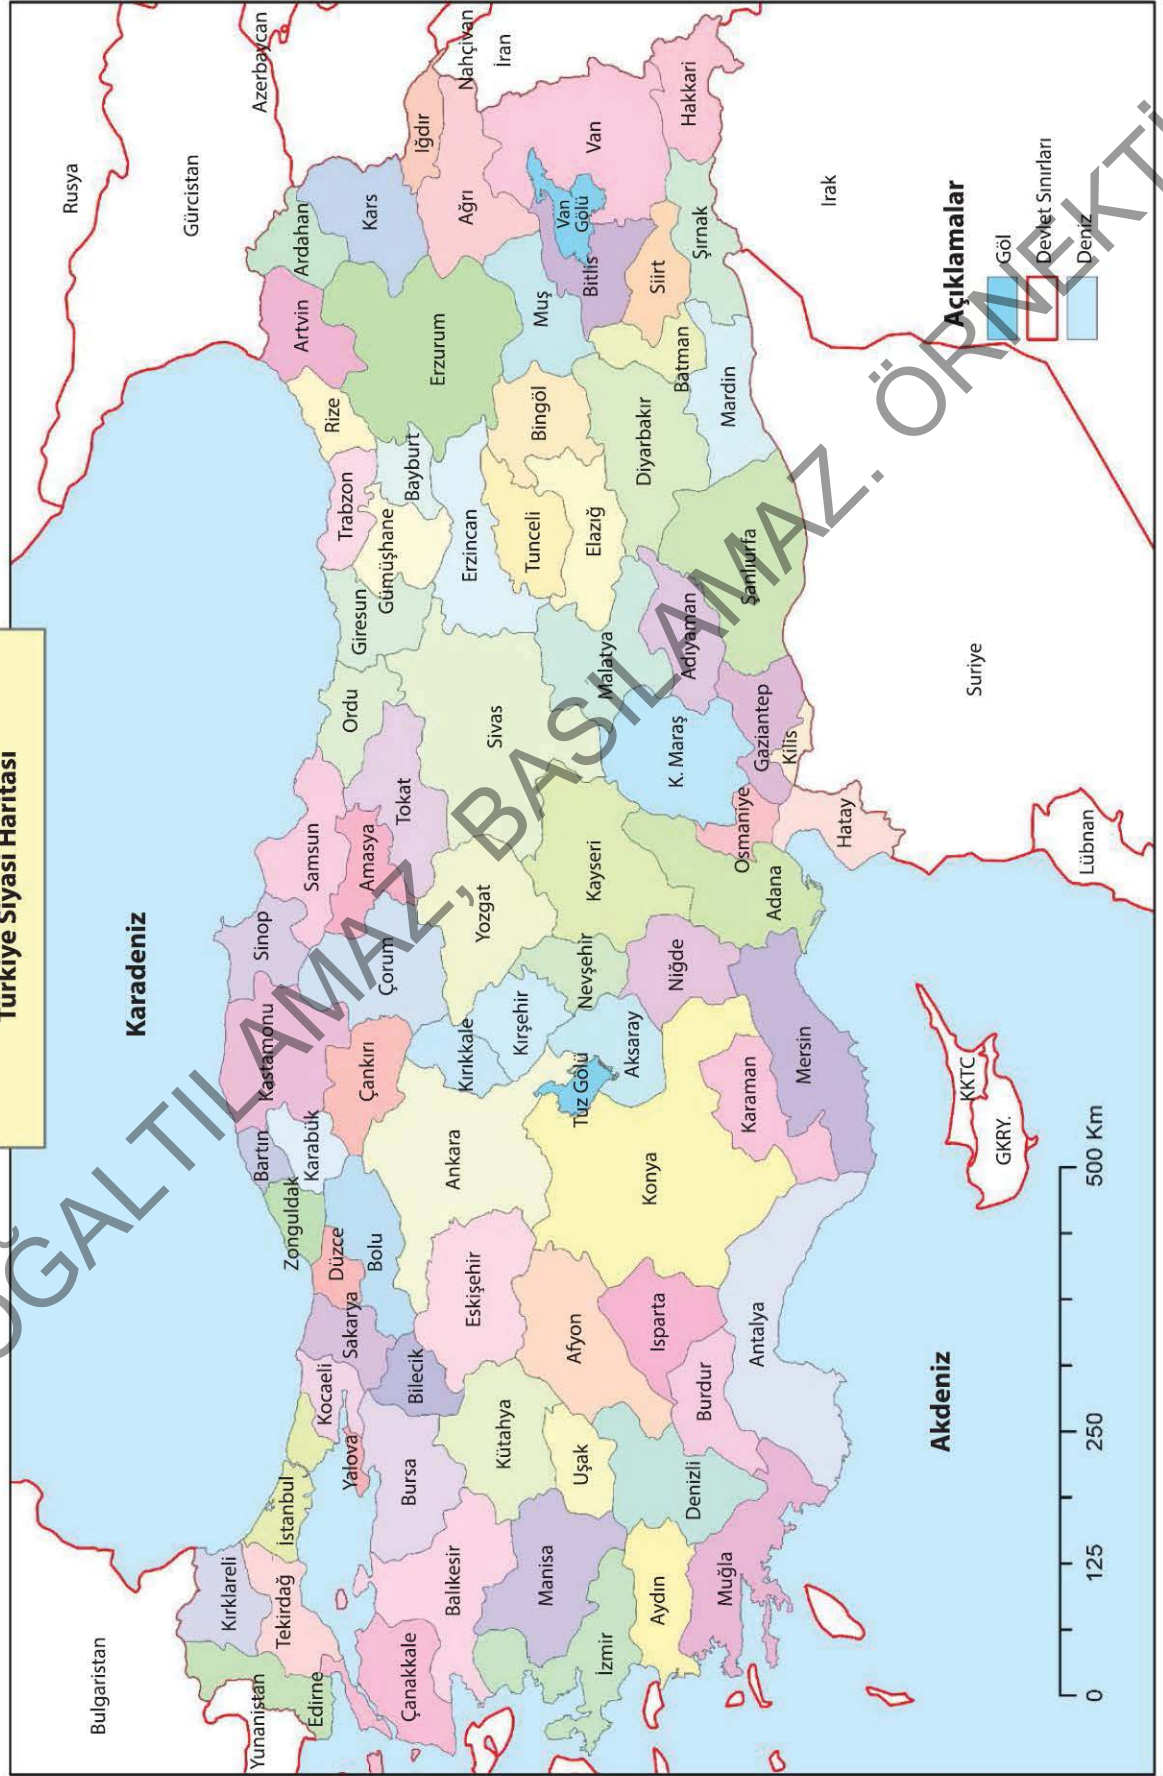 Türkiye Siyasi Haritası
Bulgaristan
Karadeniz
Rusya
Gürcistan
Azerbaycan
Nahçıvan
İran
Yunanistan
Edirne
Kırklareli
Tekirdağ
İstanbul
Kocaeli
Yalova
Sakarya
Düzce
Zonguldak
Bartın
Karabük
Kastamonu
Sinop
Samsun
Ordu
Giresun
Trabzon
Gümüşhane
Rize
Artvin
Ardahan
Kars
Iğdır
Çanakkale
Balıkesir
Bursa
Bilecik
Bolu
Çankırı
Çorum
Amasya
Tokat
Bayburt
Erzurum
Ağrı
Eskişehir
Ankara
Kırıkkale
Yozgat
Sivas
Erzincan
Kütahya
Kırşehir
Tunceli
Bingöl
Muş
Van Gölü
Bitlis
Van
Manisa
İzmir
Uşak
Afyon
Tuz Gölü
Nevşehir
Kayseri
Malatya
Elazığ
Aydın
Denizli
Isparta
Konya
Aksaray
Niğde
K. Maraş
Adıyaman
Diyarbakır
Batman
Siirt
Şırnak
Hakkari
Muğla
Burdur
Antalya
Karaman
Mersin
Adana
Osmaniye
Gaziantep
Kilis
Şanlıurfa
Mardin
Hatay
Akdeniz
KKTC
GKRY.
Lübnan
Suriye
Irak
Açıklamalar
Göl
Devlet Sınırları
Deniz
0 125 250 500 Km
OĞALTILAMAZ, BASILAMAZ. ÖRNEKTİ